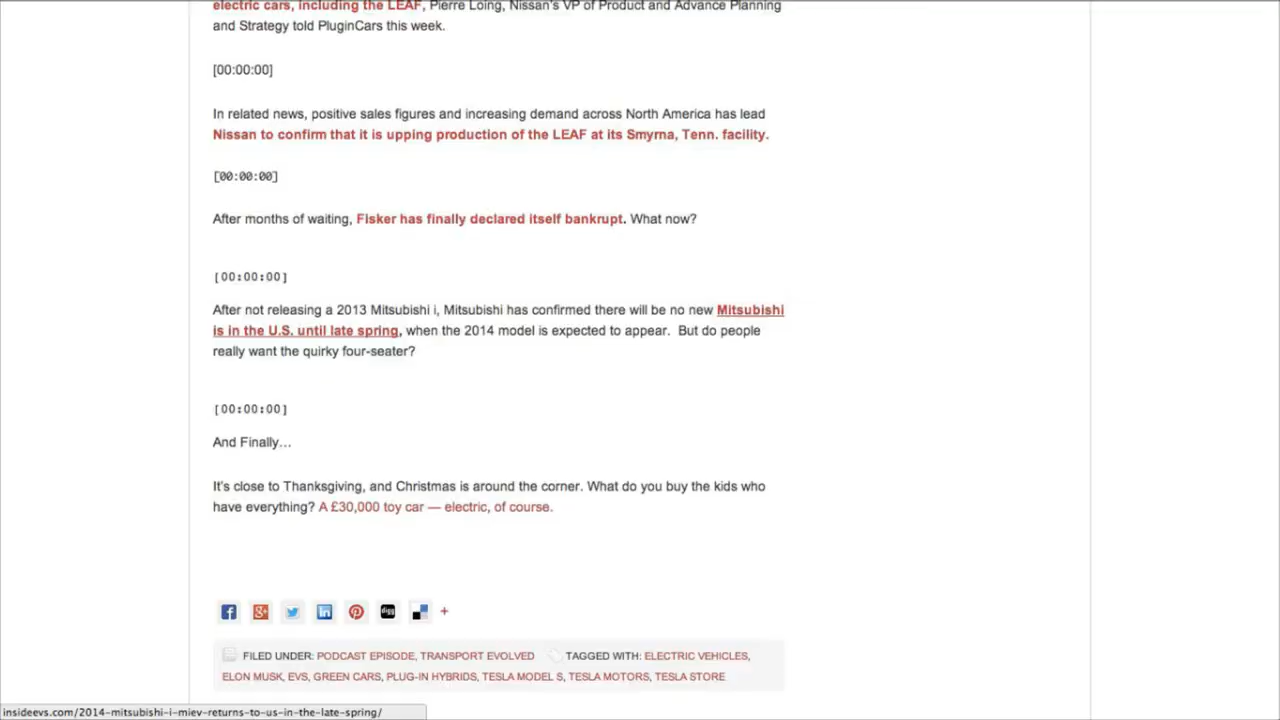 electric cars, including the LEAF, Pierre Loing, Nissan's VP of Product and Advance Planning
and Strategy told PluginCars this week.
[00:00:00]
In related news, positive sales figures and increasing demand across North America has lead
Nissan to confirm that it is upping production of the LEAF at its Smyrna, Tenn. facility.
[00:00:00]
After months of waiting, Fisker has finally declared itself bankrupt. What now?
[00:00:00]
After not releasing a 2013 Mitsubishi i, Mitsubishi has confirmed there will be no new Mitsubishi
is in the U.S. until late spring, when the 2014 model is expected to appear. But do people
really want the quirky four-seater?
[00:00:00]
And Finally…
It's close to Thanksgiving, and Christmas is around the corner. What do you buy the kids who
have everything? A £30,000 toy car — electric, of course.
digg
FILED UNDER: PODCAST EPISODE, TRANSPORT EVOLVED TAGGED WITH: ELECTRIC VEHICLES,
ELON MUSK, EVS, GREEN CARS, PLUG-IN HYBRIDS, TESLA MODEL S, TESLA MOTORS, TESLA STORE
insideevs.com/2014-mitsubishi-i-miev-returns-to-us-in-the-late-spring/